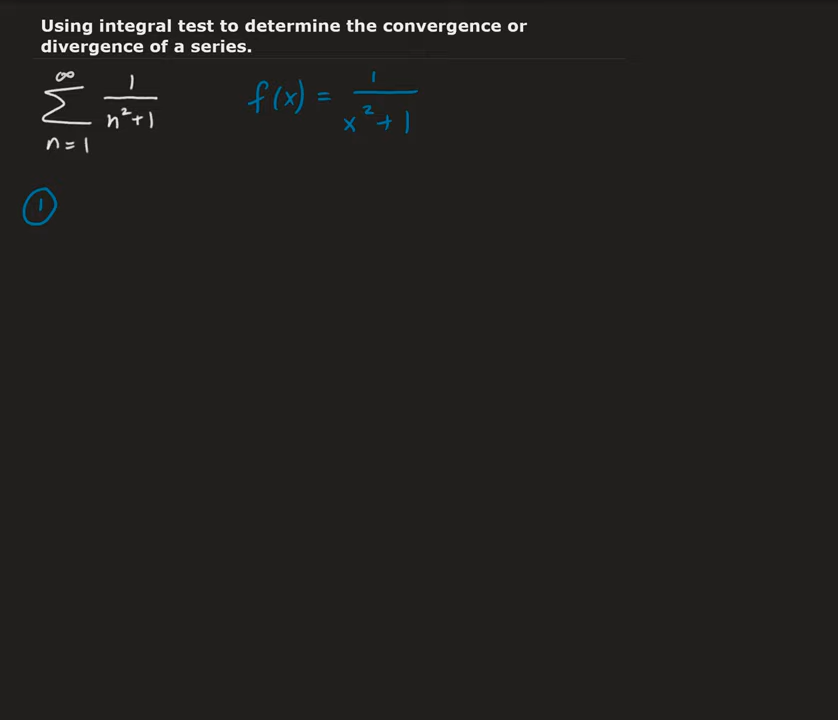 Using integral test to determine the convergence or
divergence of a series.
∞
∑ 1/(n²+1)
n = 1
f(x) = 1/(x²+1)
①